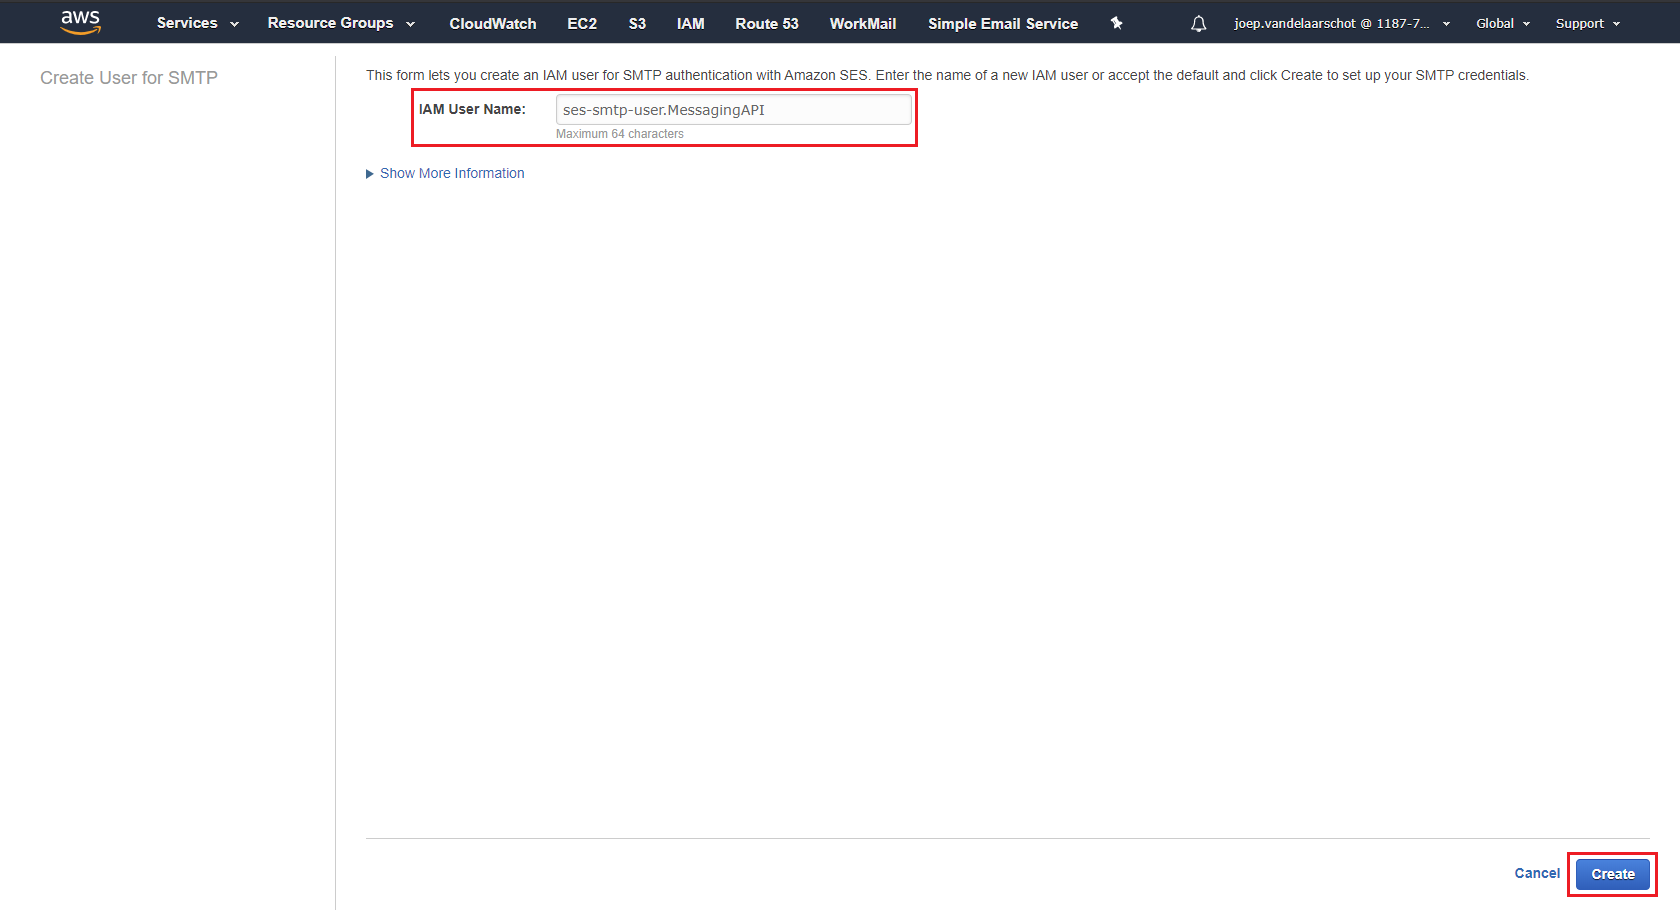 aws Services Resource Groups CloudWatch EC2 S3 IAM Route 53 WorkMail Simple Email Service joep.vandelaarschot @ 1187-7... Global Support
Create User for SMTP
This form lets you create an IAM user for SMTP authentication with Amazon SES. Enter the name of a new IAM user or accept the default and click Create to set up your SMTP credentials.
IAM User Name: ses-smtp-user.MessagingAPI
Maximum 64 characters
Show More Information
Cancel Create